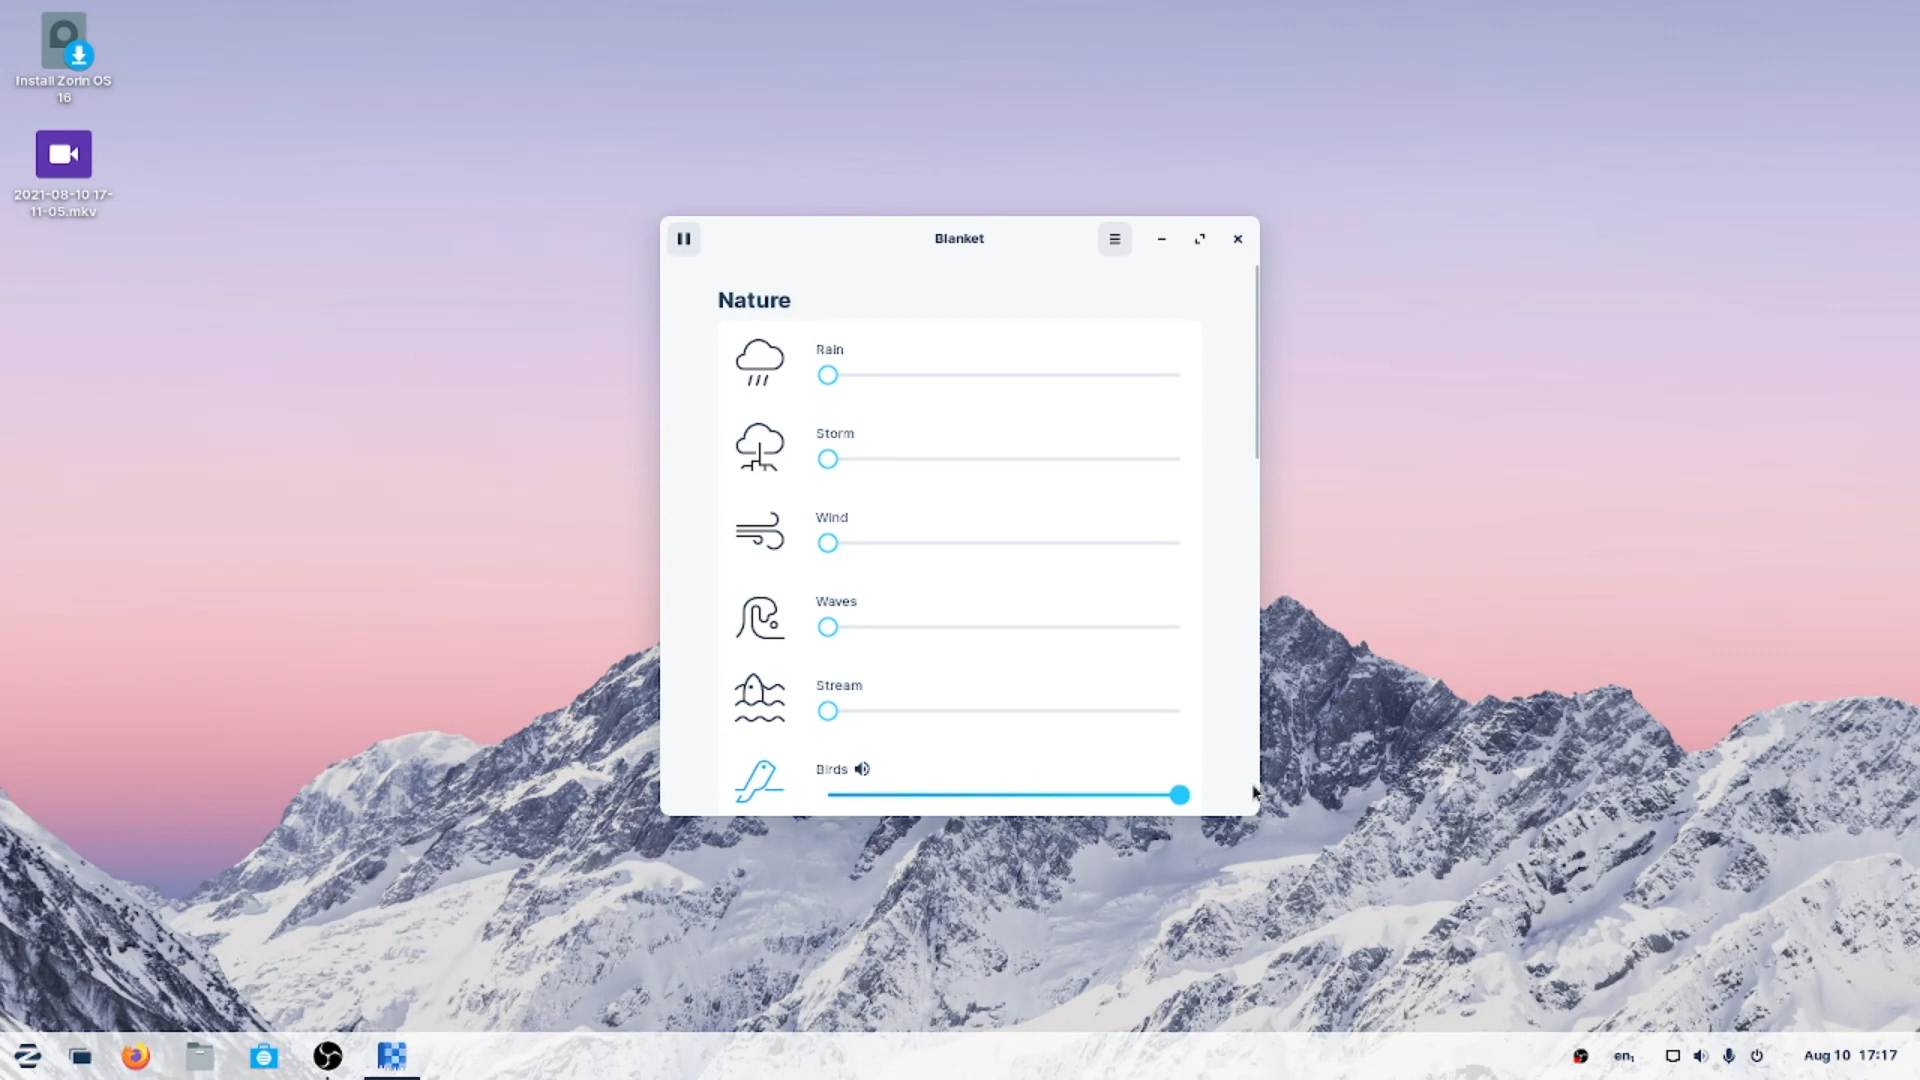 Install Zorin OS
16
2021-08-10 17-
11-05.mkv
Blanket
Nature
Rain
Storm
Wind
Waves
Stream
Birds
en₁
Aug 10 17:17